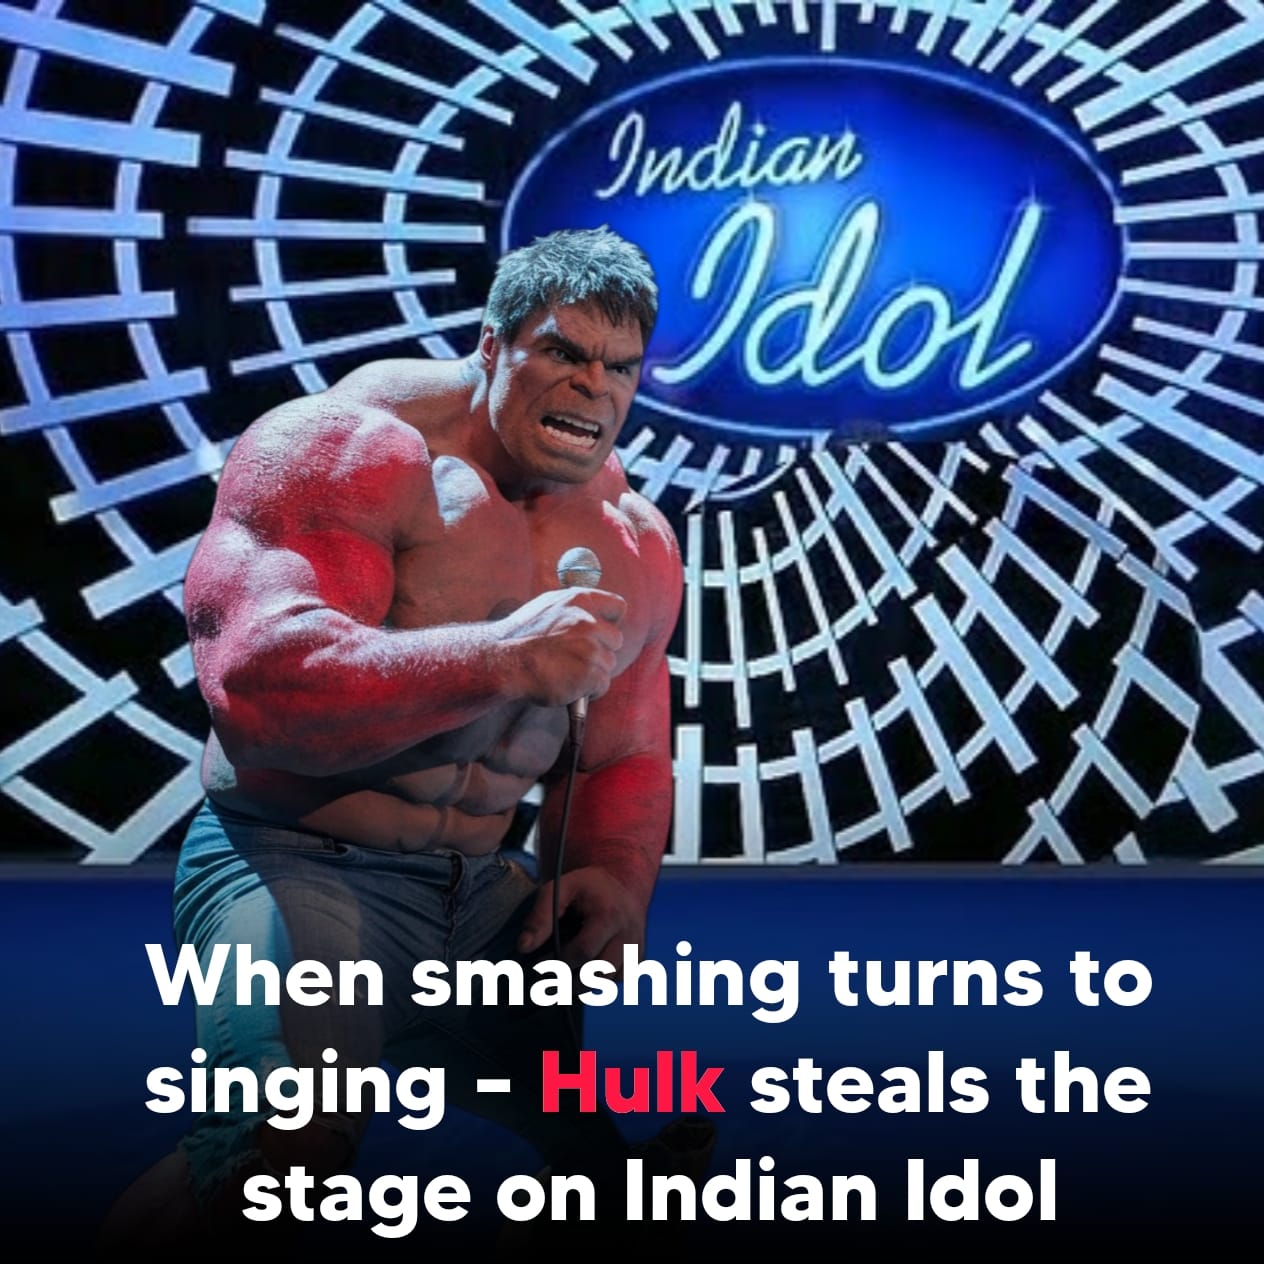 Indian
Idol
When smashing turns to
singing – Hulk steals the
stage on Indian Idol